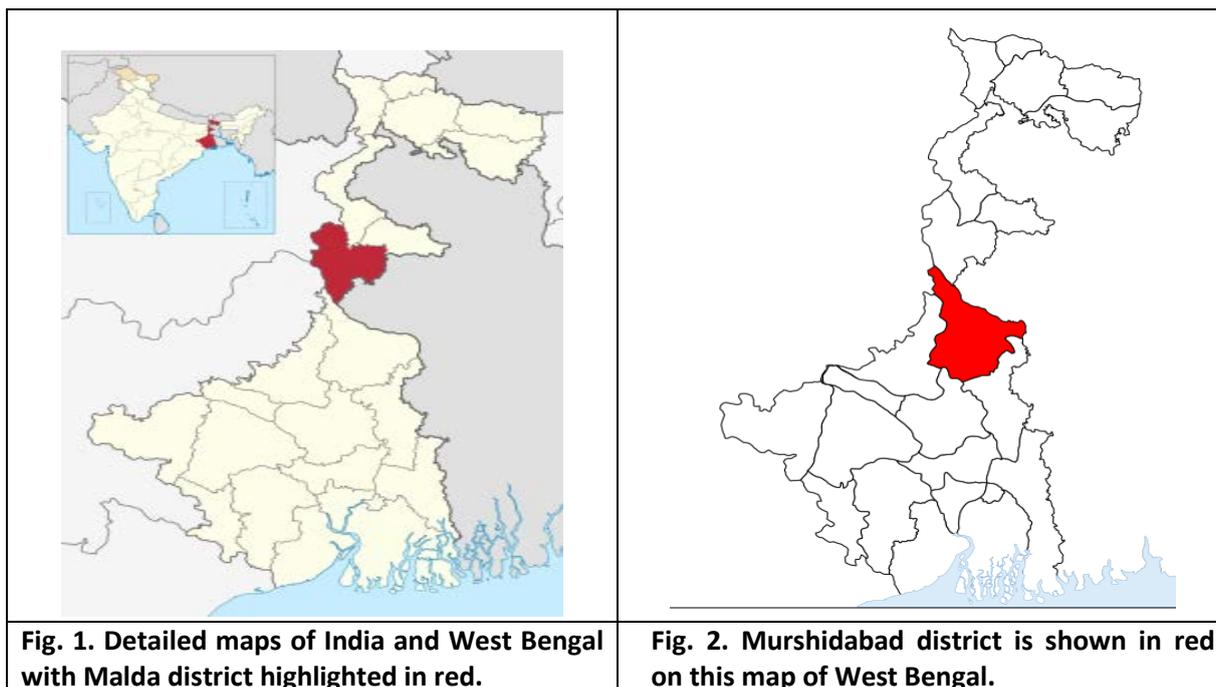 Fig. 1. Detailed maps of India and West Bengal
with Malda district highlighted in red.
Fig. 2. Murshidabad district is shown in red
on this map of West Bengal.